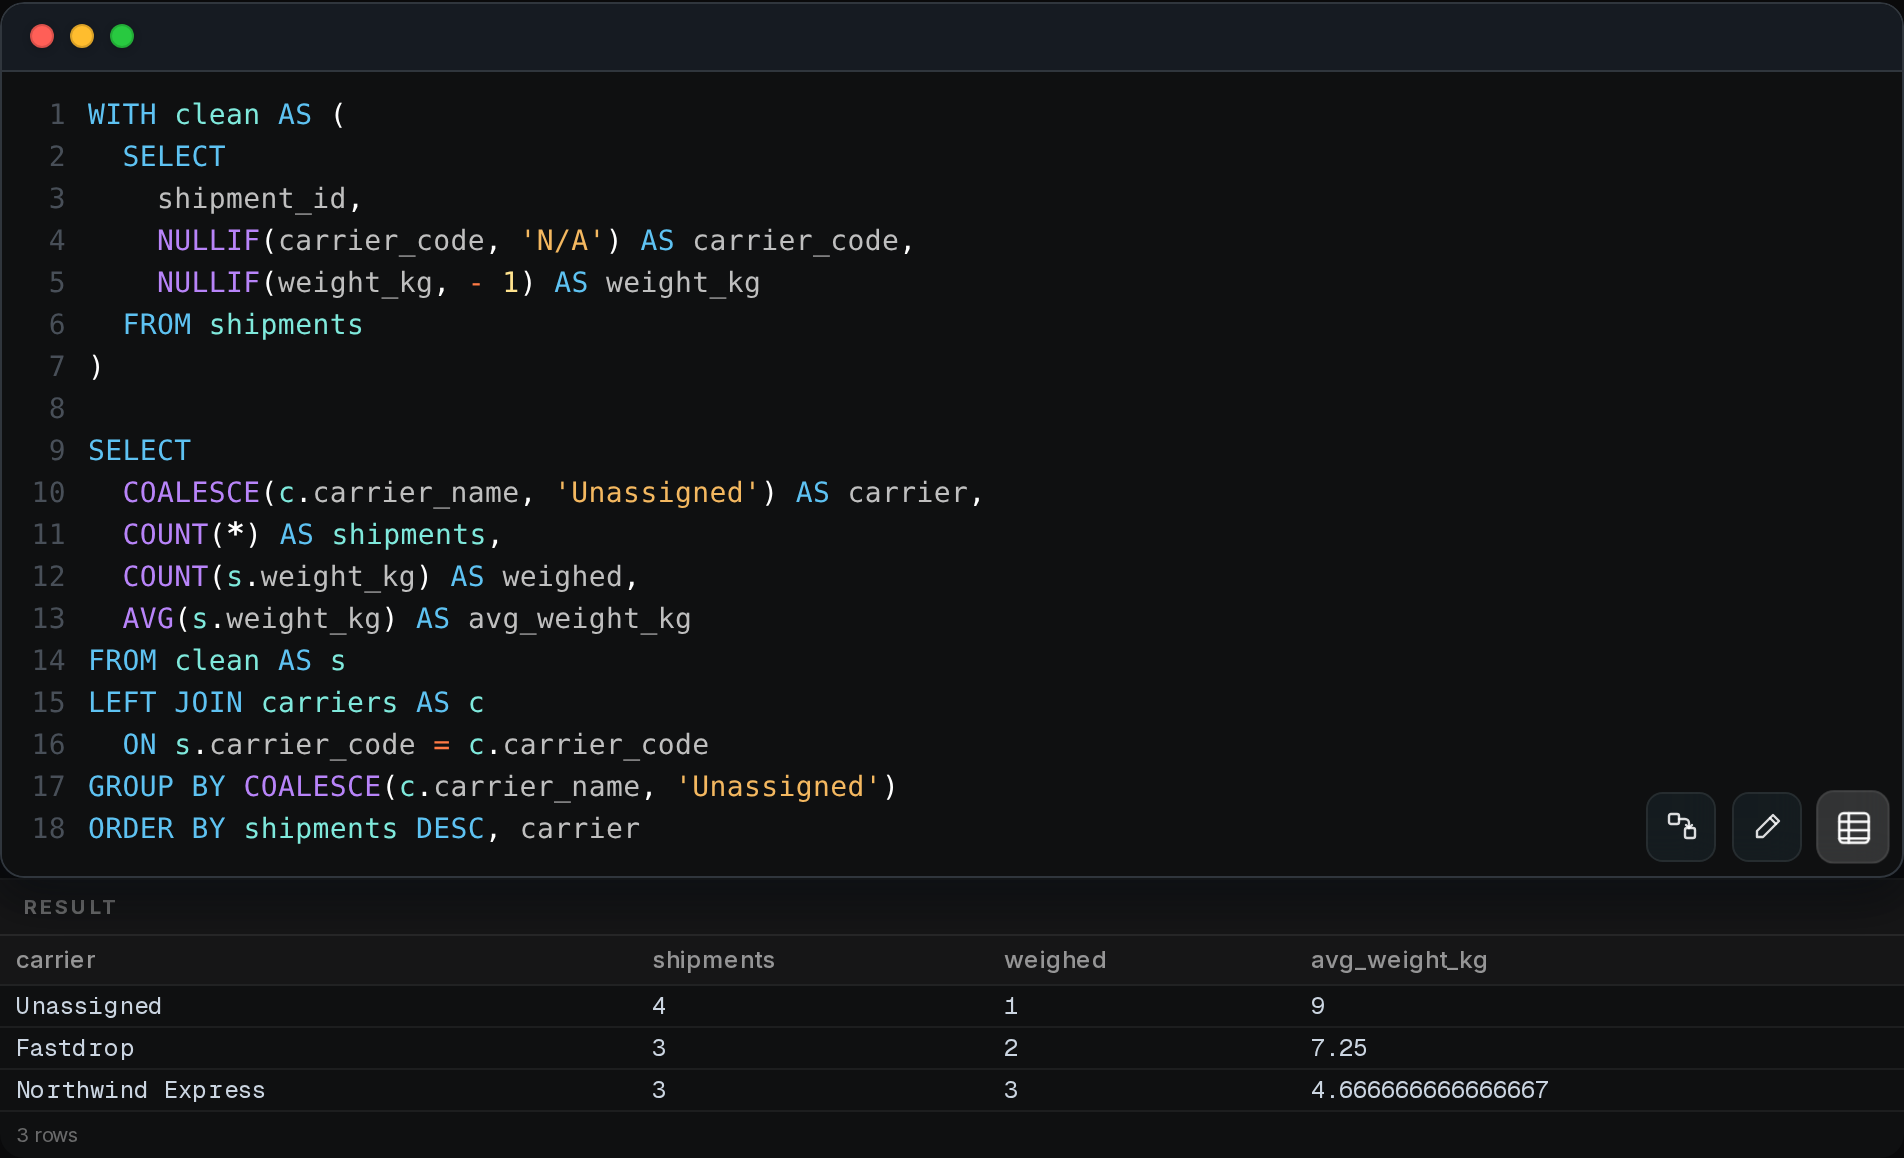 1 WITH clean AS (
2   SELECT
3     shipment_id,
4     NULLIF(carrier_code, 'N/A') AS carrier_code,
5     NULLIF(weight_kg, - 1) AS weight_kg
6   FROM shipments
7 )
8
9 SELECT
10   COALESCE(c.carrier_name, 'Unassigned') AS carrier,
11   COUNT(*) AS shipments,
12   COUNT(s.weight_kg) AS weighed,
13   AVG(s.weight_kg) AS avg_weight_kg
14 FROM clean AS s
15 LEFT JOIN carriers AS c
16   ON s.carrier_code = c.carrier_code
17 GROUP BY COALESCE(c.carrier_name, 'Unassigned')
18 ORDER BY shipments DESC, carrier
RESULT
carrier shipments weighed avg_weight_kg
Unassigned 4 1 9
Fastdrop 3 2 7.25
Northwind Express 3 3 4.666666666666667
3 rows